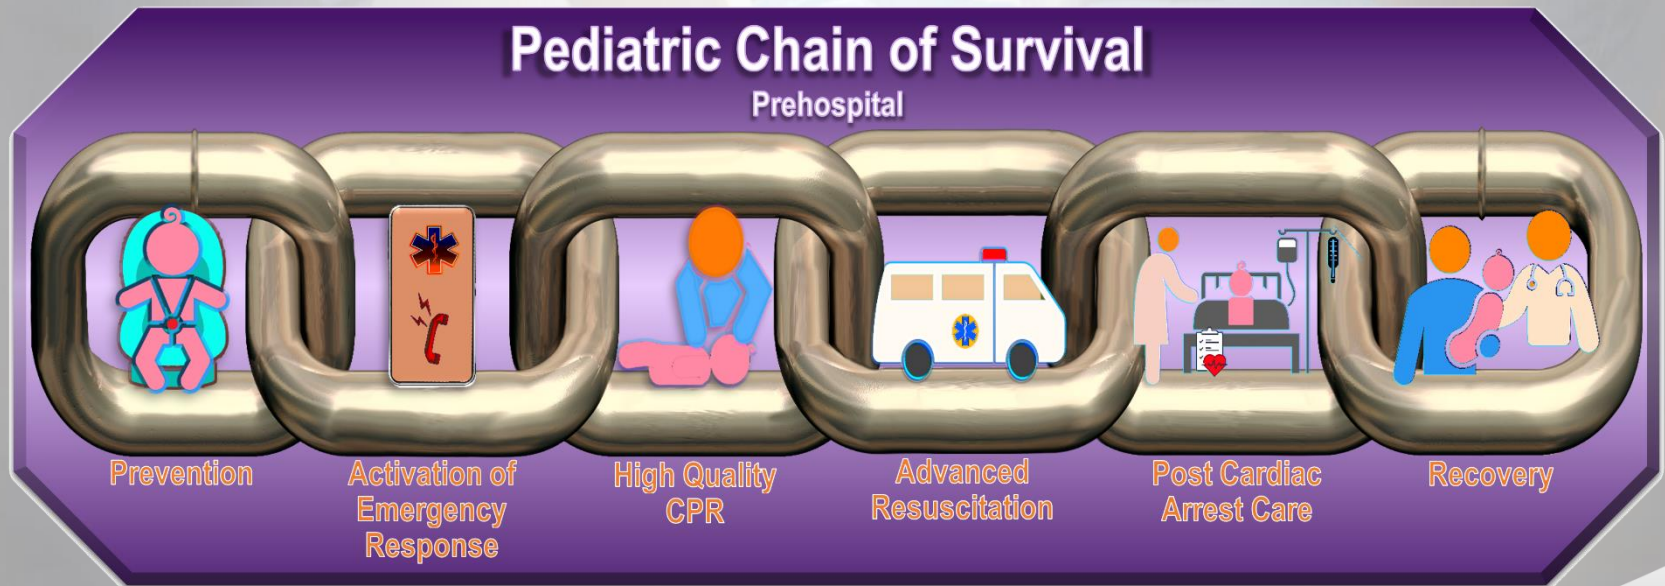 Pediatric Chain of Survival
Prehospital
Prevention
Activation of
Emergency
Response
High Quality
CPR
Advanced
Resuscitation
Post Cardiac
Arrest Care
Recovery